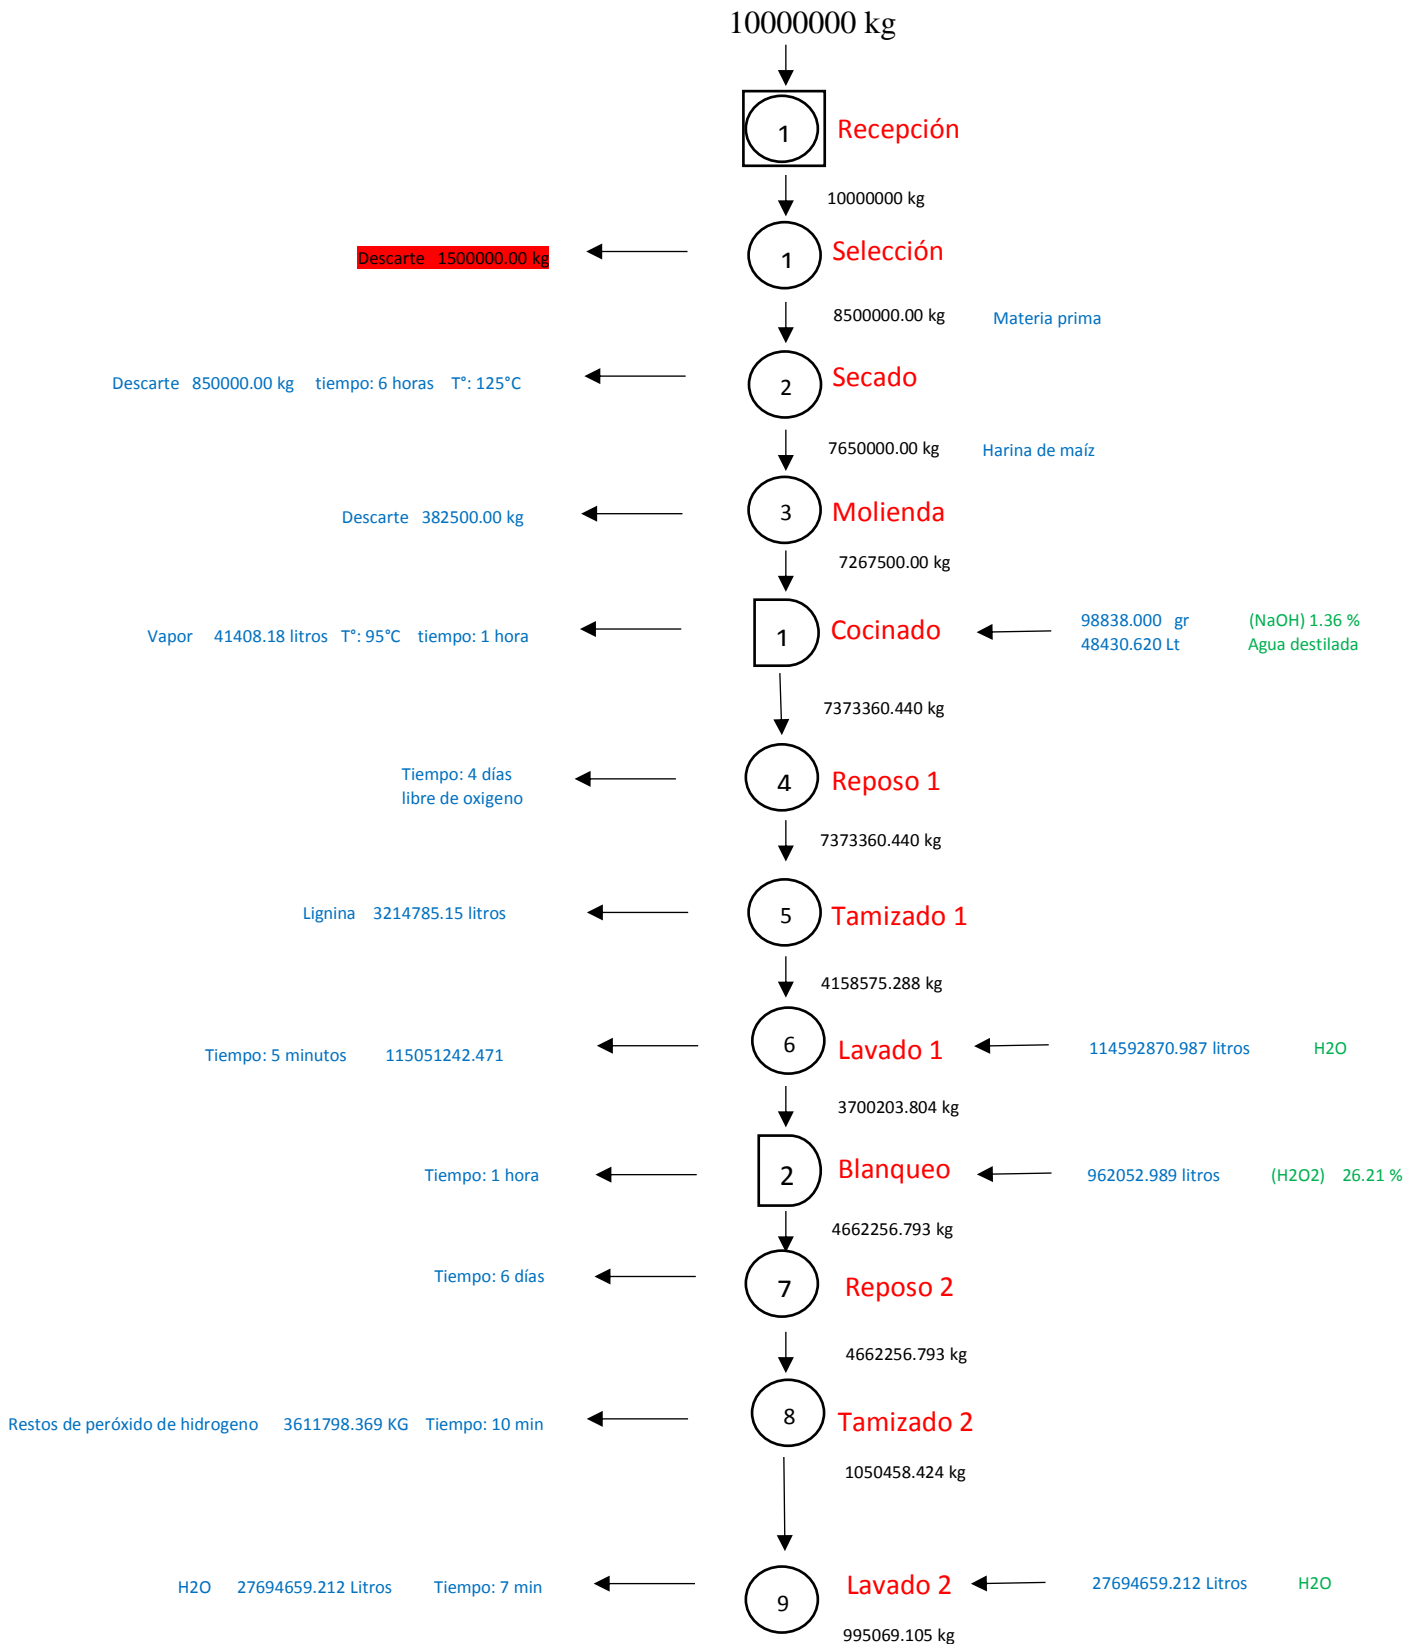 10000000 kg
1 Recepción
10000000 kg
Descarte 1500000.00 kg
1 Selección
8500000.00 kg Materia prima
Descarte 850000.00 kg tiempo: 6 horas T°: 125°C
2 Secado
7650000.00 kg Harina de maíz
Descarte 382500.00 kg
3 Molienda
7267500.00 kg
Vapor 41408.18 litros T°: 95°C tiempo: 1 hora
1 Cocinado
98838.000 gr (NaOH) 1.36 %
48430.620 Lt Agua destilada
7373360.440 kg
Tiempo: 4 días
libre de oxigeno
4 Reposo 1
7373360.440 kg
Lignina 3214785.15 litros
5 Tamizado 1
4158575.288 kg
Tiempo: 5 minutos 115051242.471
6 Lavado 1
114592870.987 litros H2O
3700203.804 kg
Tiempo: 1 hora
2 Blanqueo
962052.989 litros (H2O2) 26.21 %
4662256.793 kg
Tiempo: 6 días
7 Reposo 2
4662256.793 kg
Restos de peróxido de hidrogeno 3611798.369 KG Tiempo: 10 min
8 Tamizado 2
1050458.424 kg
H2O 27694659.212 Litros Tiempo: 7 min
9 Lavado 2
27694659.212 Litros H2O
995069.105 kg